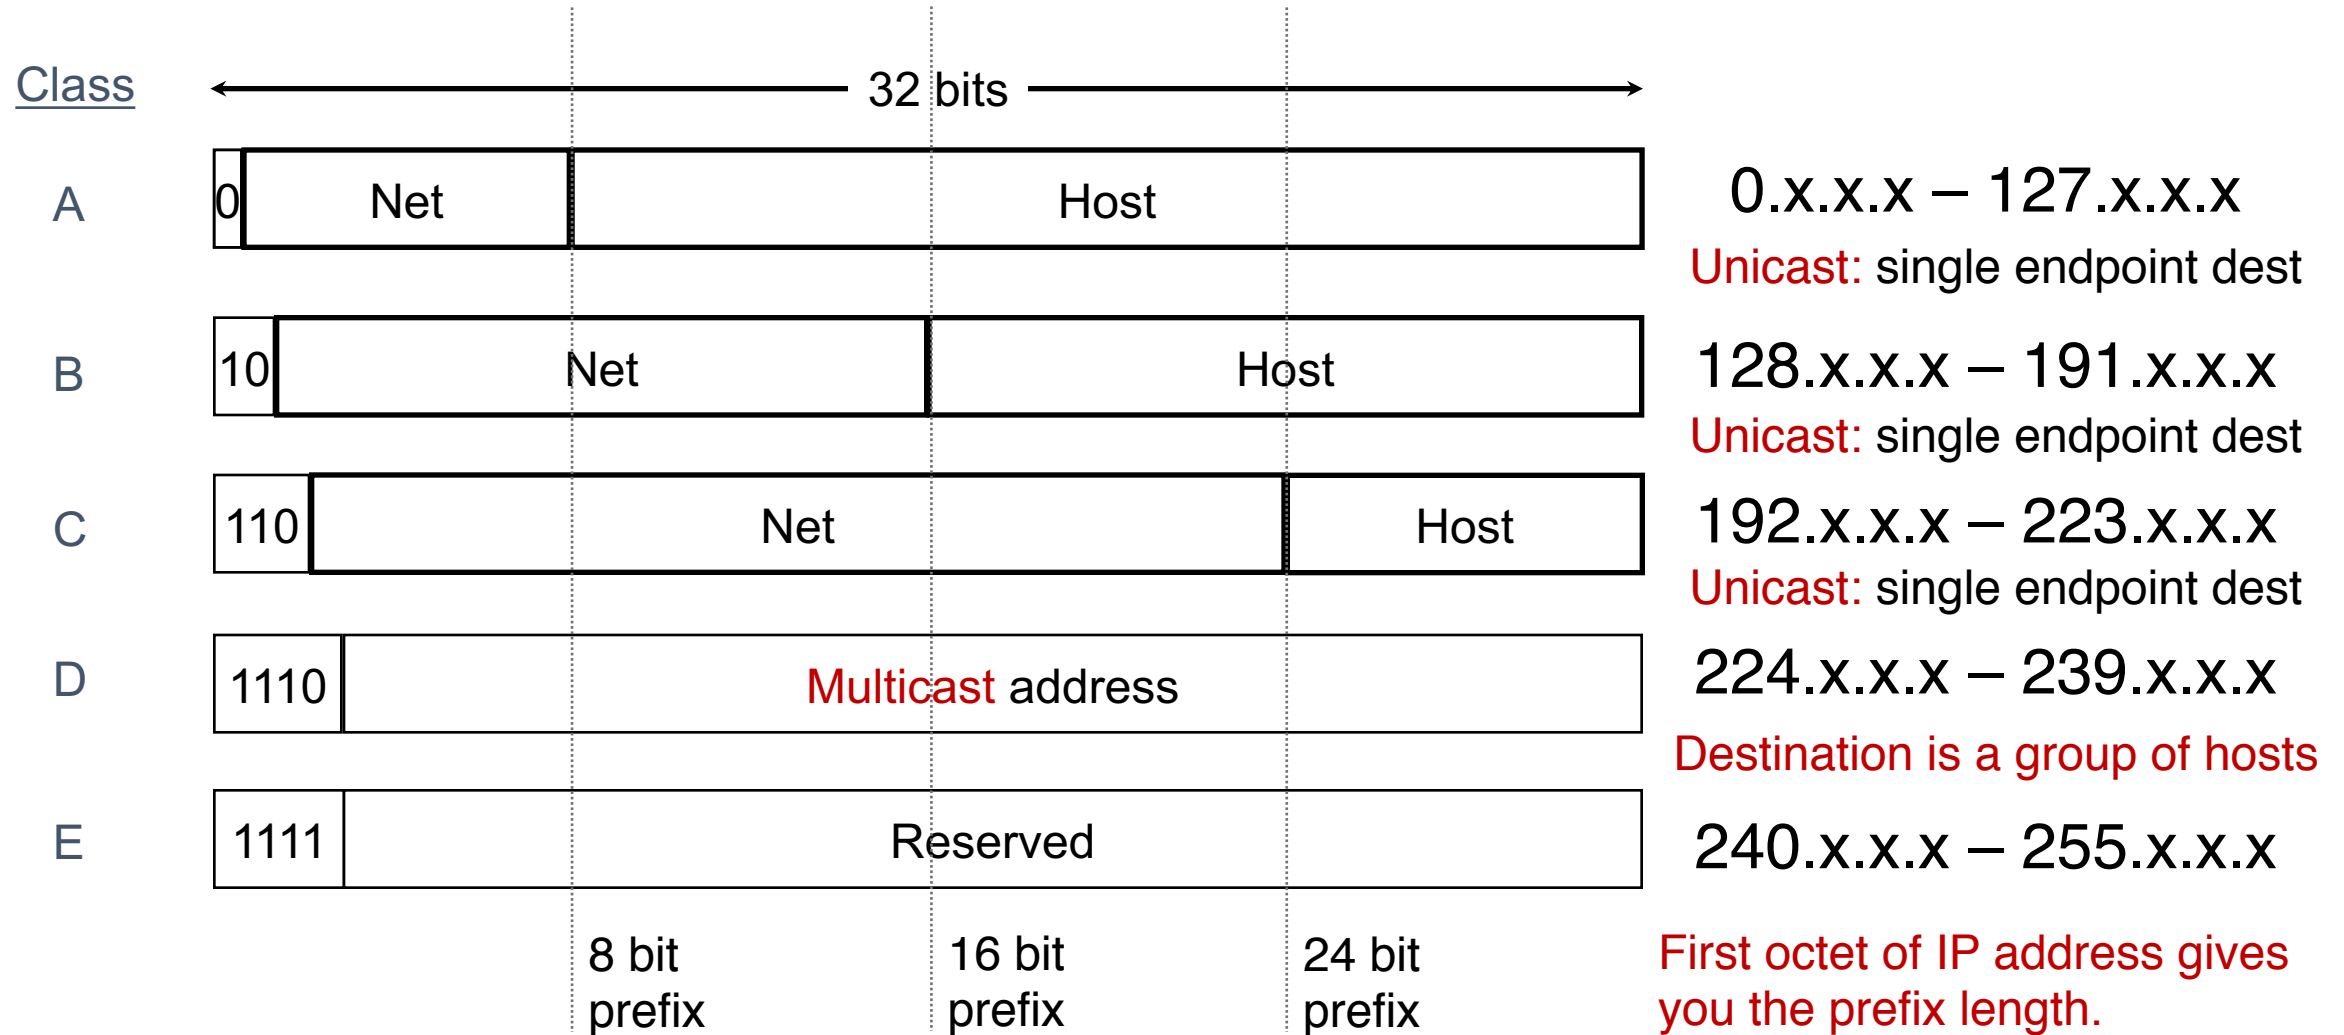 Class
32 bits
A
0
Net
Host
0.x.x.x – 127.x.x.x
Unicast: single endpoint dest
B
10
Net
Host
128.x.x.x – 191.x.x.x
Unicast: single endpoint dest
C
110
Net
Host
192.x.x.x – 223.x.x.x
Unicast: single endpoint dest
D
1110
Multicast address
224.x.x.x – 239.x.x.x
Destination is a group of hosts
E
1111
Reserved
240.x.x.x – 255.x.x.x
8 bit
prefix
16 bit
prefix
24 bit
prefix
First octet of IP address gives
you the prefix length.